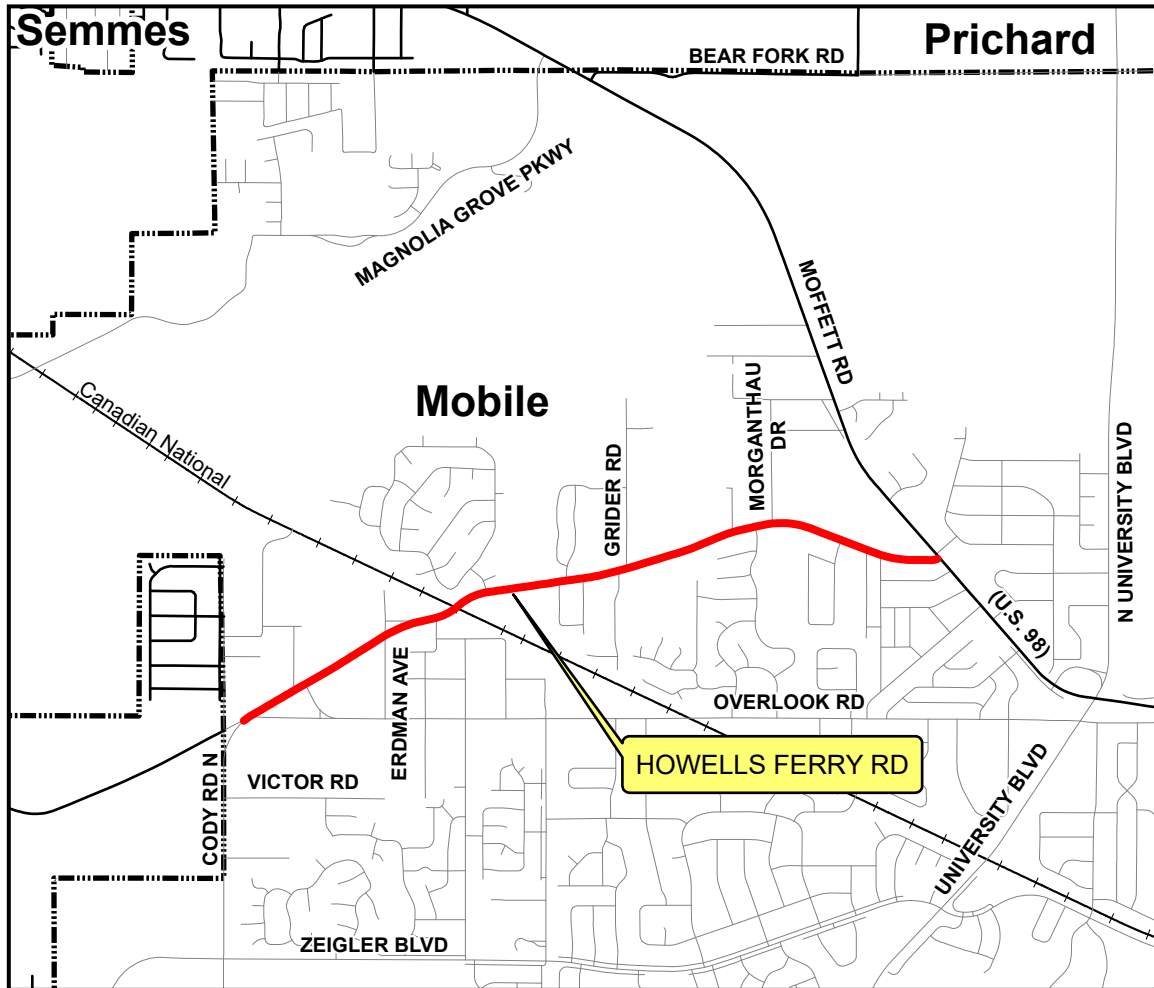 Semmes
Prichard
BEAR FORK RD
MAGNOLIA GROVE PKWY
MOFFETT RD
Canadian National
Mobile
MORGANTHAU
DR
GRIDER RD
N UNIVERSITY BLVD
(U.S. 98)
ERDMAN AVE
OVERLOOK RD
HOWELLS FERRY RD
CODY RD N
VICTOR RD
UNIVERSITY BLVD
ZEIGLER BLVD